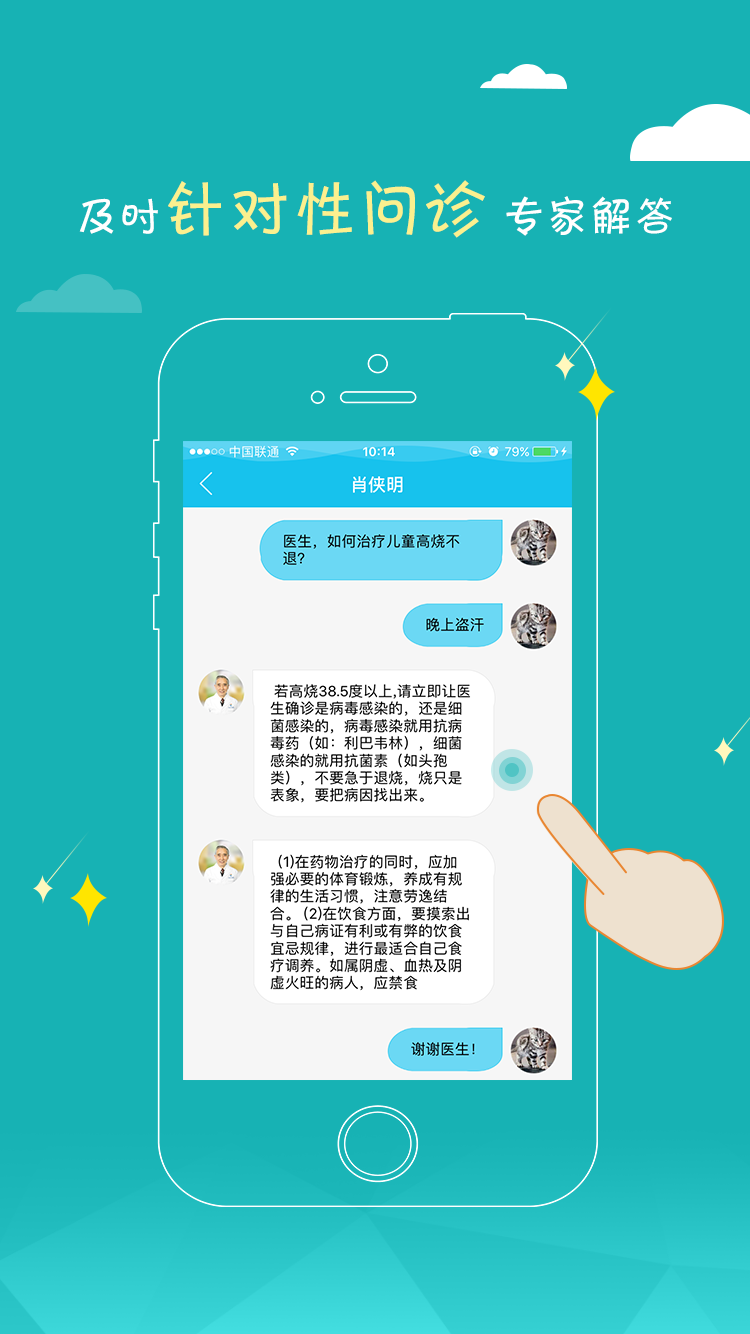 及时针对性问诊 专家解答
中国联通 10:14 79%
肖侠明
医生，如何治疗儿童高烧不
退？
晚上盗汗
若高烧38.5度以上,请立即让医
生确诊是病毒感染的，还是细
菌感染的，病毒感染就用抗病
毒药（如：利巴韦林），细菌
感染的就用抗菌素（如头孢
类），不要急于退烧，烧只是
表象，要把病因找出来。
（1)在药物治疗的同时，应加
强必要的体育锻炼，养成有规
律的生活习惯，注意劳逸结
合。（2)在饮食方面，要摸索出
与自己病证有利或有弊的饮食
宜忌规律，进行最适合自己食
疗调养。如属阴虚、血热及阴
虚火旺的病人，应禁食
谢谢医生！